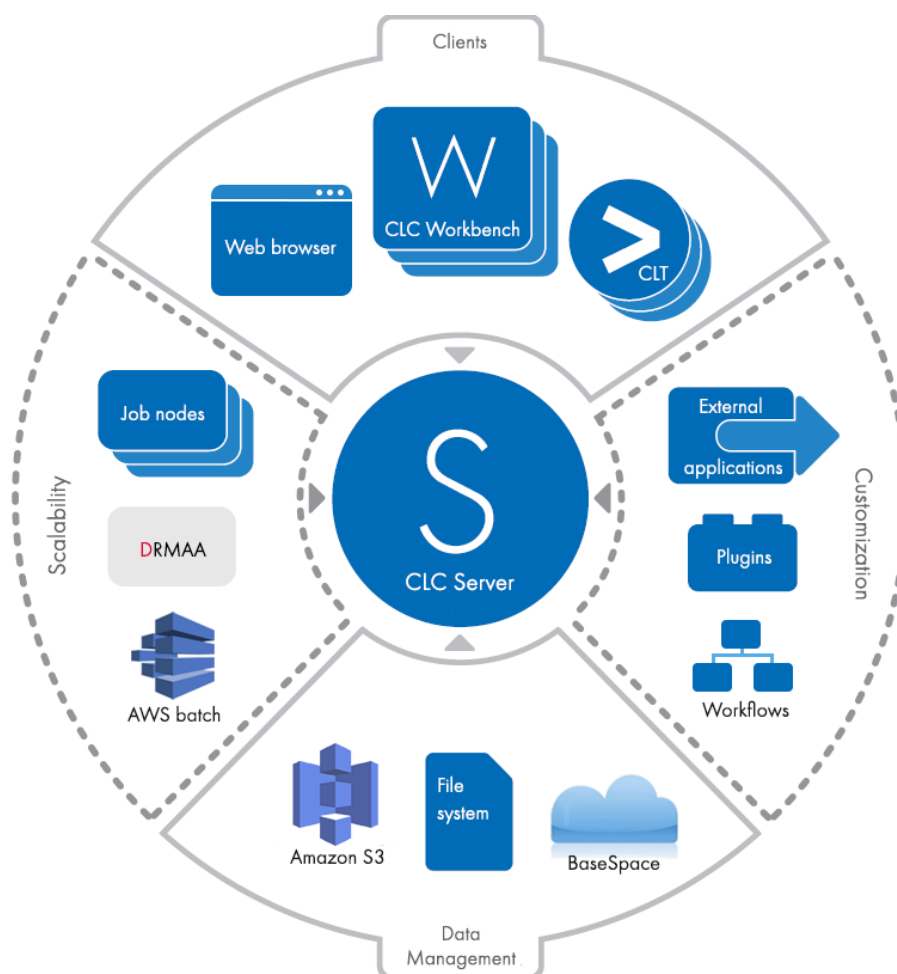 Clients
W
CLC Workbench
Web browser
>
CLT
Job nodes
DRMAA
AWS batch
Scalability
S
CLC Server
External
applications
Plugins
Workflows
Customization
Amazon S3
File
system
BaseSpace
Data
Management